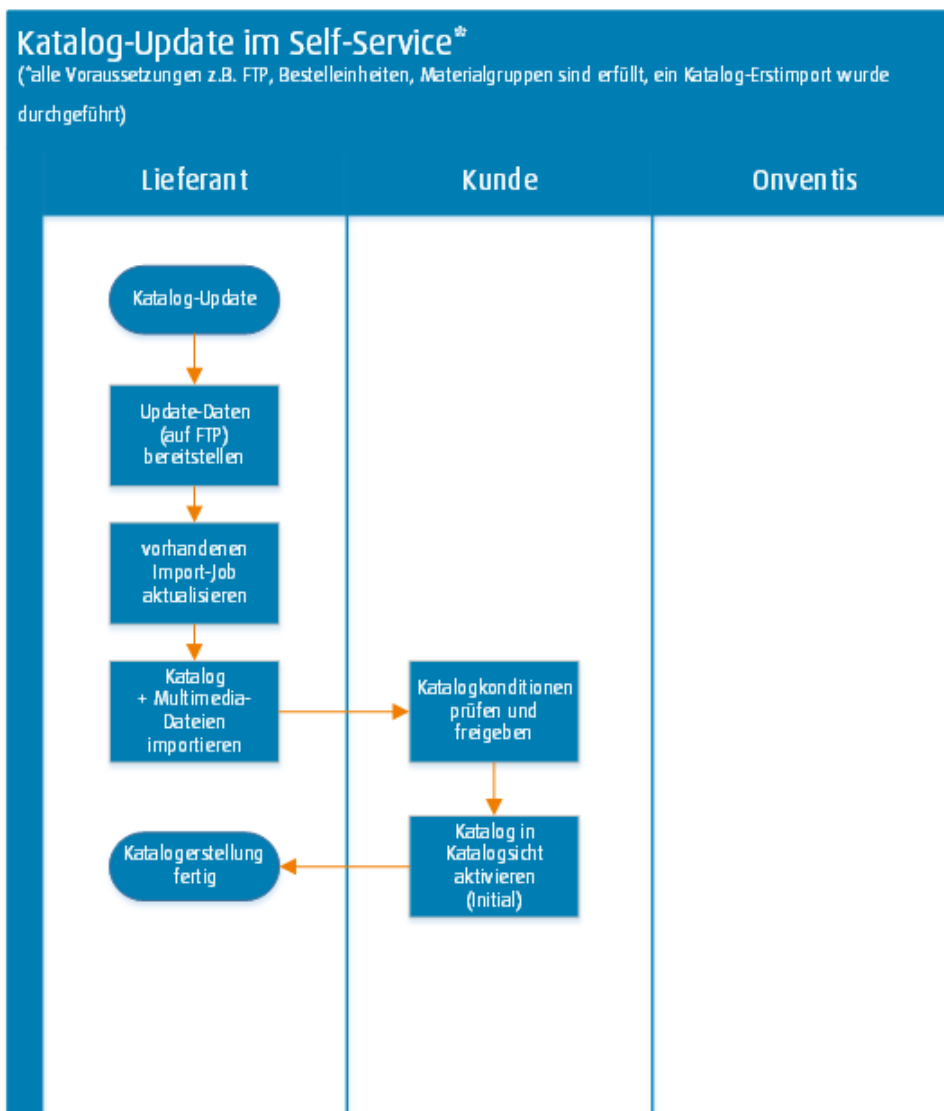 Katalog-Update im Self-Service*
(*alle Voraussetzungen z.B. FTP, Bestelleinheiten, Materialgruppen sind erfüllt, ein Katalog-Erstimport wurde
durchgeführt)
Lieferant
Kunde
Onventis
Katalog-Update
Update-Daten
(auf FTP)
bereitstellen
vorhandenen
Import-Job
aktualisieren
Katalog
+ Multimedia-
Dateien
importieren
Katalogkonditionen
prüfen und
freigeben
Katalog in
Katalogsicht
aktivieren
(Initial)
Katalogerstellung
fertig